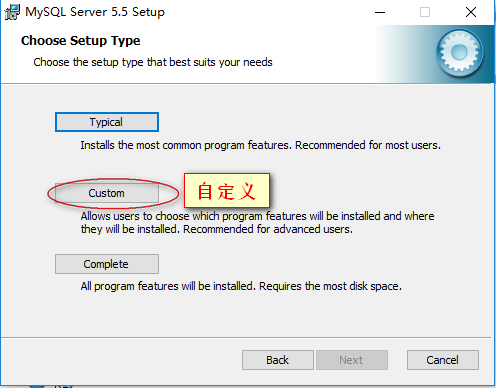 MySQL Server 5.5 Setup
Choose Setup Type
Choose the setup type that best suits your needs
Typical
Installs the most common program features. Recommended for most users.
Custom
自定义
Allows users to choose which program features will be installed and where
they will be installed. Recommended for advanced users.
Complete
All program features will be installed. Requires the most disk space.
Back
Next
Cancel